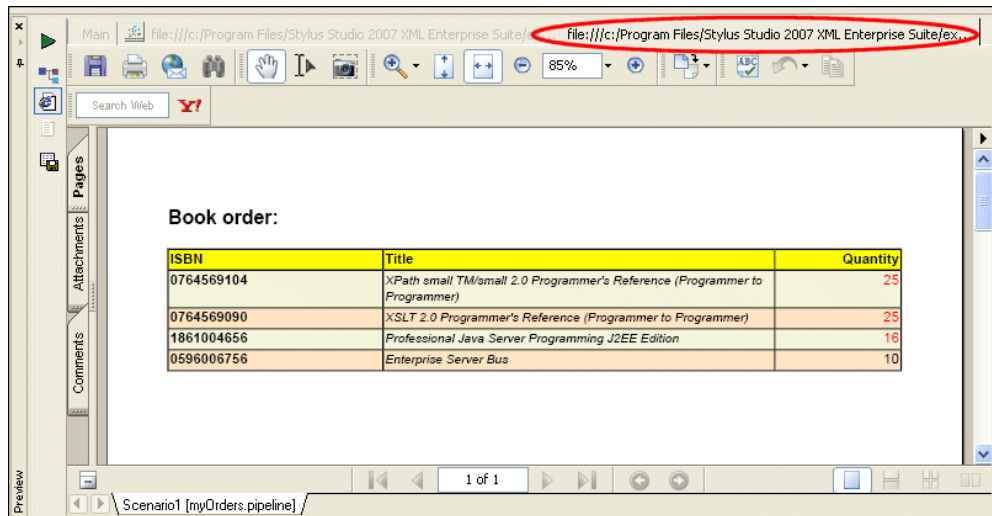 Main file:///c:/Program Files/Stylus Studio 2007 XML Enterprise Suite/e... file:///c:/Program Files/Stylus Studio 2007 XML Enterprise Suite/ex...
85%
ABC
Search Web Y!
Pages
Attachments
Comments
Book order:
ISBN Title Quantity
0764569104 XPath small TM/small 2.0 Programmer's Reference (Programmer to Programmer) 25
0764569090 XSLT 2.0 Programmer's Reference (Programmer to Programmer) 25
1861004656 Professional Java Server Programming J2EE Edition 16
0596006756 Enterprise Server Bus 10
1 of 1
Preview
Scenario1 [myOrders.pipeline]